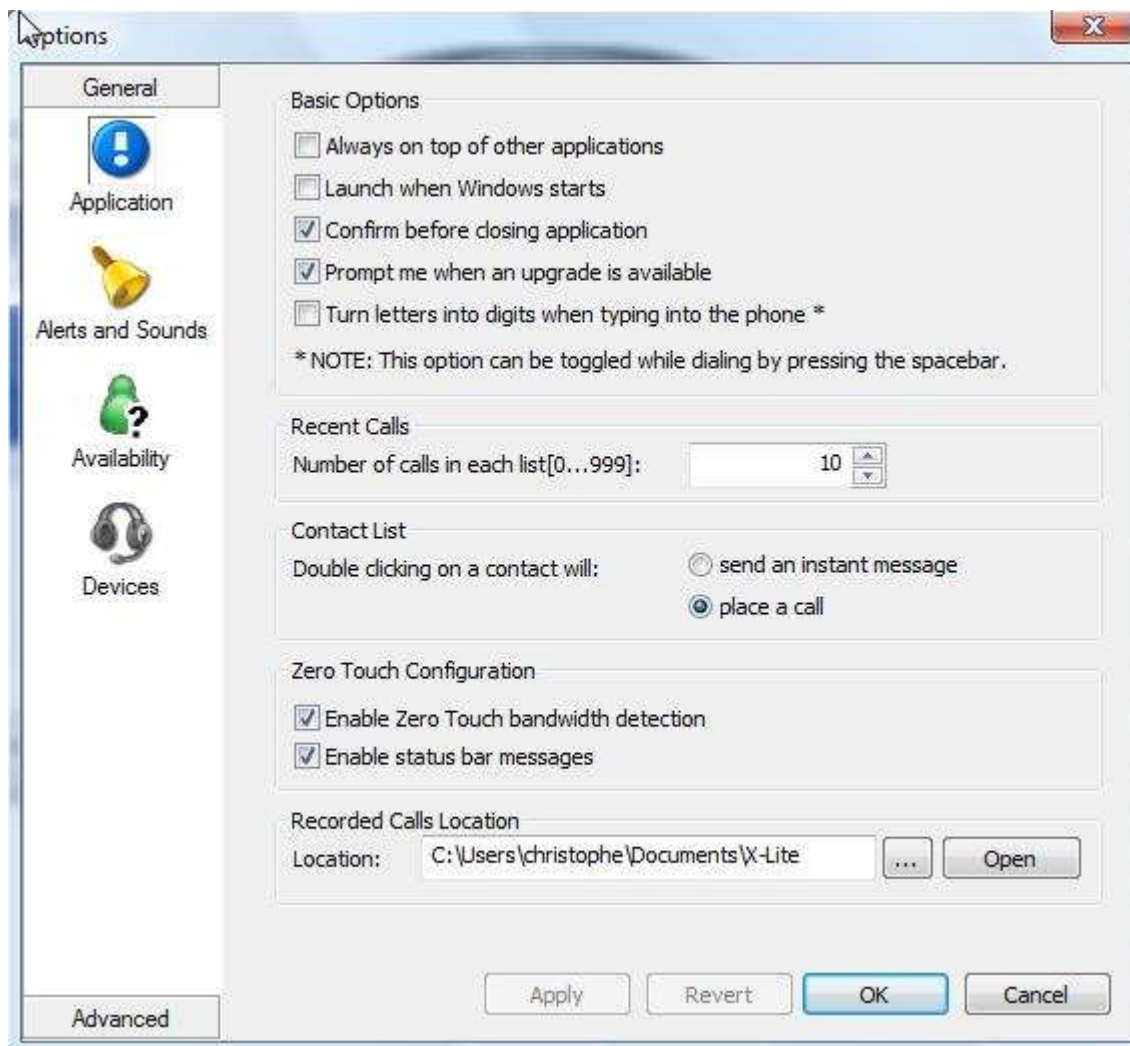 Options
General
Application
Alerts and Sounds
Availability
Devices
Advanced
Basic Options
Always on top of other applications
Launch when Windows starts
Confirm before closing application
Prompt me when an upgrade is available
Turn letters into digits when typing into the phone *
* NOTE: This option can be toggled while dialing by pressing the spacebar.
Recent Calls
Number of calls in each list[0...999]: 10
Contact List
Double clicking on a contact will: send an instant message
place a call
Zero Touch Configuration
Enable Zero Touch bandwidth detection
Enable status bar messages
Recorded Calls Location
Location: C:\Users\christophe\Documents\X-Lite ... Open
Apply Revert OK Cancel